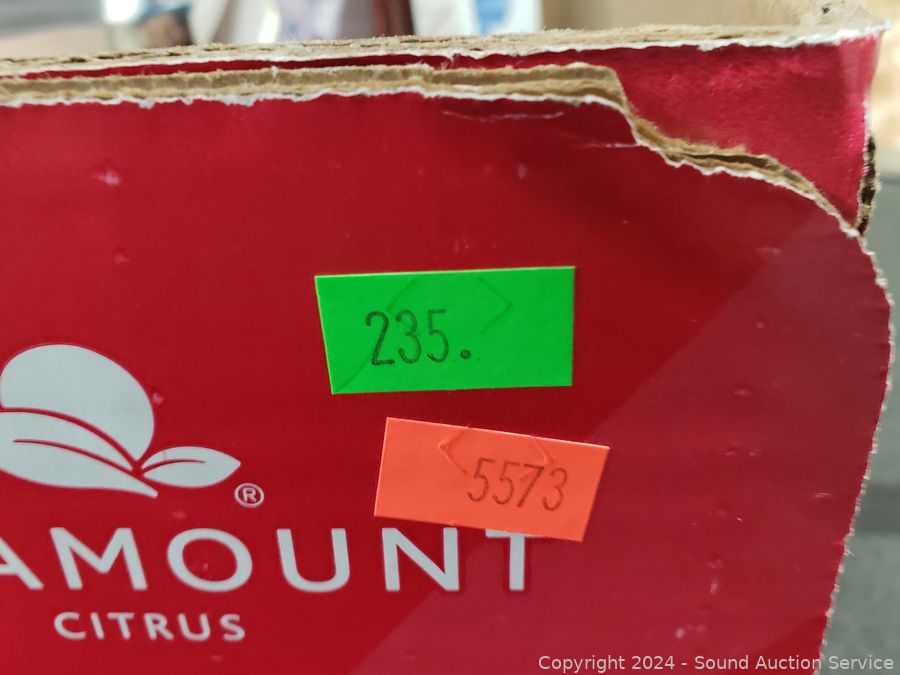 235.
5573
®
AMOUNT
CITRUS
Copyright 2024 - Sound Auction Service